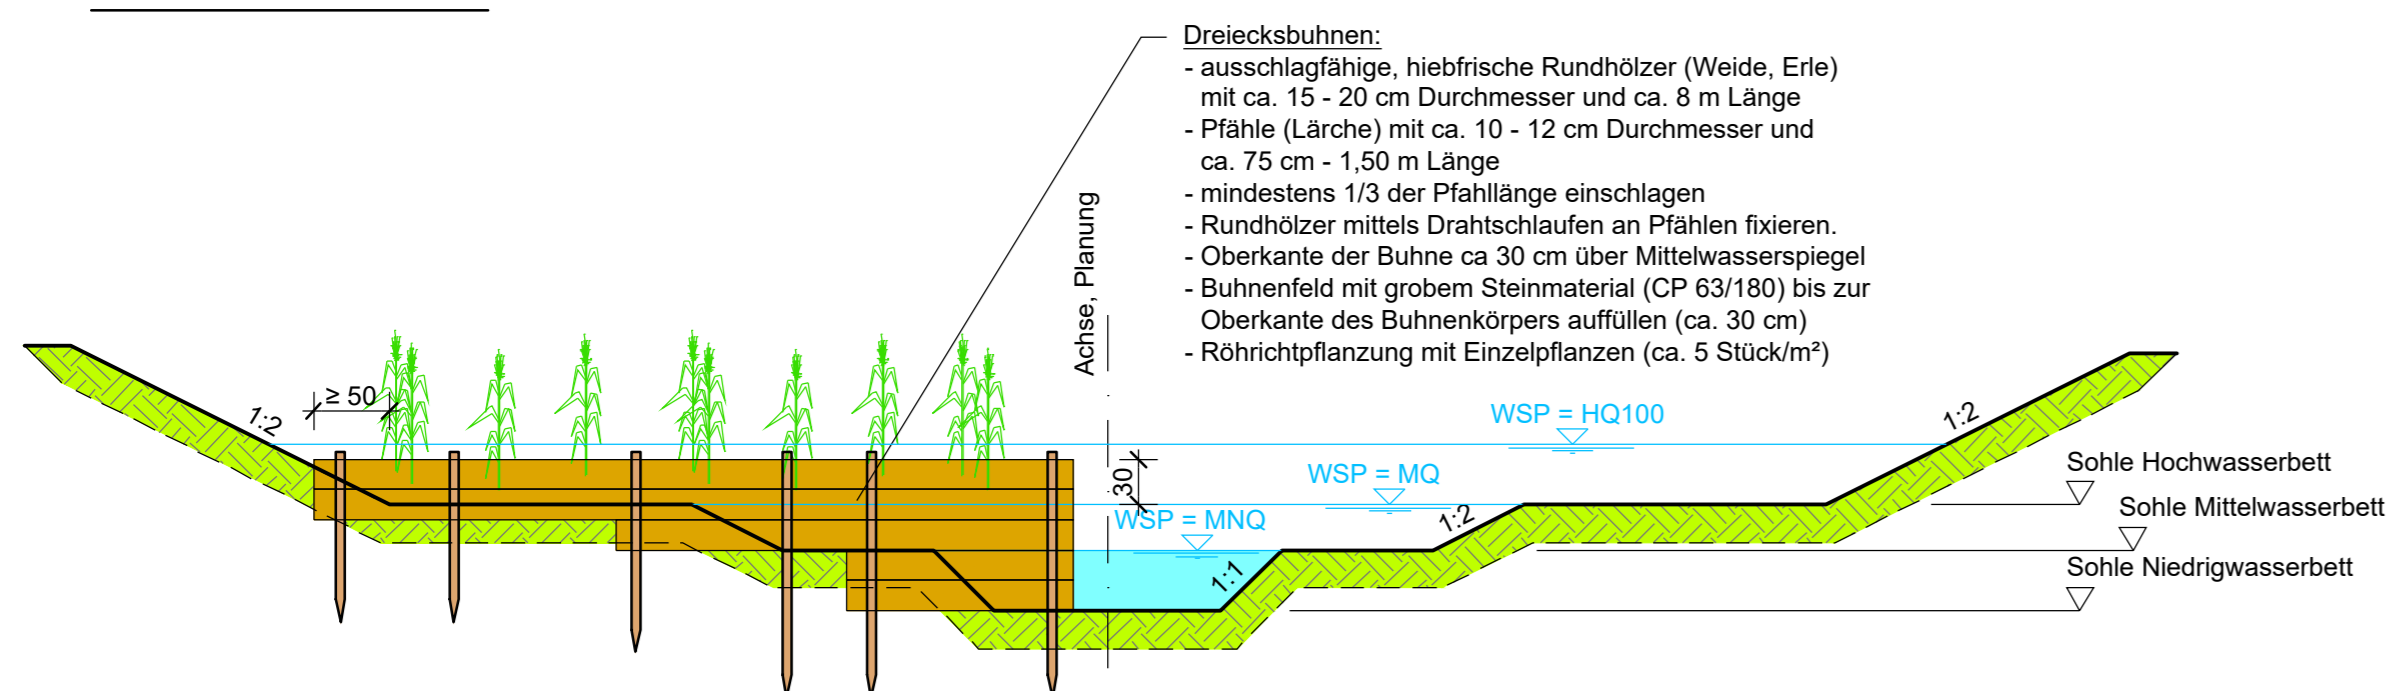 Dreiecksbuhnen:
- ausschlagfähige, hiebfrische Rundhölzer (Weide, Erle)
mit ca. 15 - 20 cm Durchmesser und ca. 8 m Länge
- Pfähle (Lärche) mit ca. 10 - 12 cm Durchmesser und
ca. 75 cm - 1,50 m Länge
- mindestens 1/3 der Pfahllänge einschlagen
- Rundhölzer mittels Drahtschlaufen an Pfählen fixieren.
- Oberkante der Buhne ca 30 cm über Mittelwasserspiegel
- Buhnenfeld mit grobem Steinmaterial (CP 63/180) bis zur
Oberkante des Buhnenkörpers auffüllen (ca. 30 cm)
- Röhrichtpflanzung mit Einzelpflanzen (ca. 5 Stück/m²)
Achse, Planung
≥ 50
1:2
WSP = HQ100
1:2
30
WSP = MQ
Sohle Hochwasserbett
WSP = MNQ
1:2
Sohle Mittelwasserbett
1:1
Sohle Niedrigwasserbett